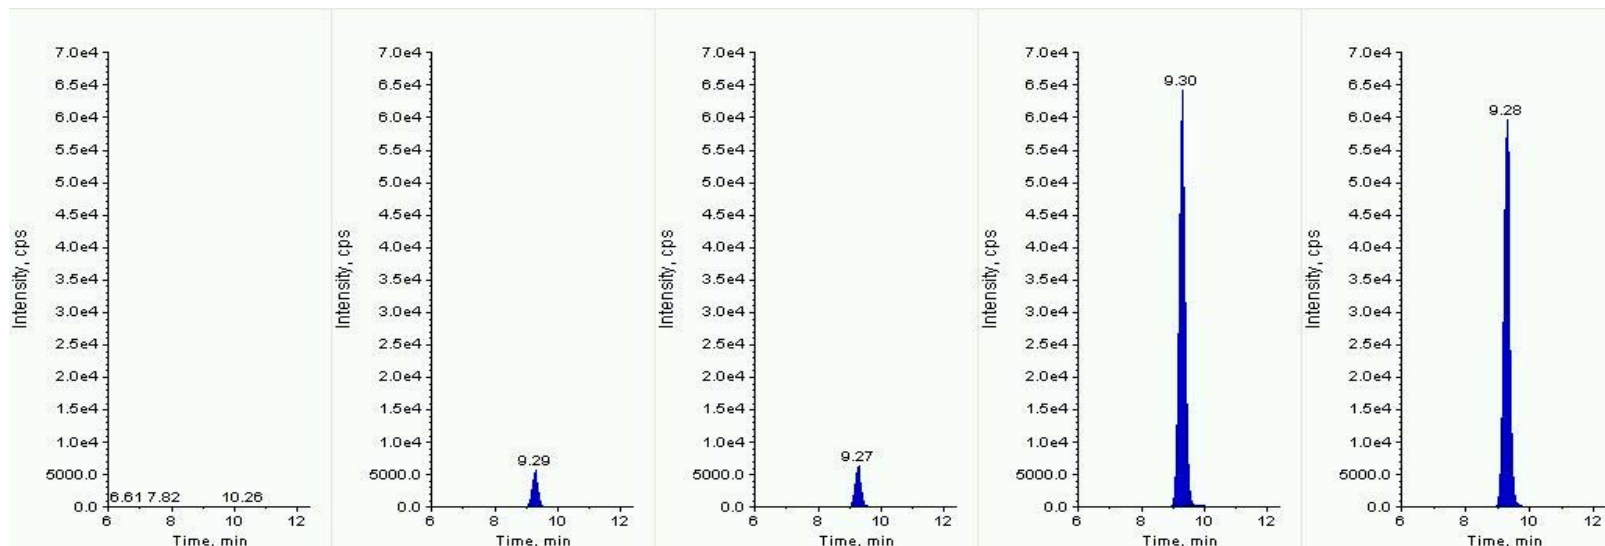 7.0e4
6.5e4
6.0e4
5.5e4
5.0e4
4.5e4
4.0e4
3.5e4
3.0e4
2.5e4
2.0e4
1.5e4
1.0e4
5000.0
0.0
Intensity, cps
6.61 7.82 10.26
6 8 10 12
Time, min
7.0e4
6.5e4
6.0e4
5.5e4
5.0e4
4.5e4
4.0e4
3.5e4
3.0e4
2.5e4
2.0e4
1.5e4
1.0e4
5000.0
0.0
Intensity, cps
9.29
6 8 10 12
Time, min
7.0e4
6.5e4
6.0e4
5.5e4
5.0e4
4.5e4
4.0e4
3.5e4
3.0e4
2.5e4
2.0e4
1.5e4
1.0e4
5000.0
0.0
Intensity, cps
9.27
6 8 10 12
Time, min
7.0e4
6.5e4
6.0e4
5.5e4
5.0e4
4.5e4
4.0e4
3.5e4
3.0e4
2.5e4
2.0e4
1.5e4
1.0e4
5000.0
0.0
Intensity, cps
9.30
6 8 10 12
Time, min
7.0e4
6.5e4
6.0e4
5.5e4
5.0e4
4.5e4
4.0e4
3.5e4
3.0e4
2.5e4
2.0e4
1.5e4
1.0e4
5000.0
0.0
Intensity, cps
9.28
6 8 10 12
Time, min